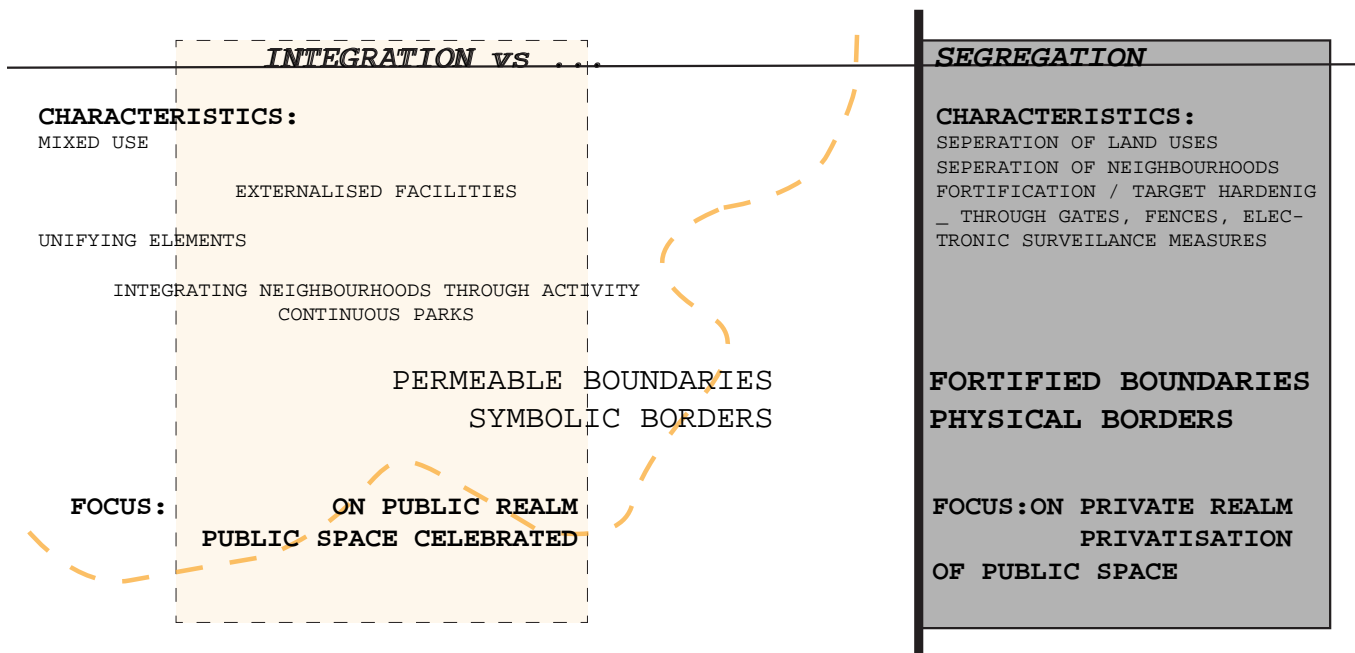 INTEGRATION vs ...
CHARACTERISTICS:
MIXED USE
EXTERNALISED FACILITIES
UNIFYING ELEMENTS
INTEGRATING NEIGHBOURHOODS THROUGH ACTIVITY
CONTINUOUS PARKS
PERMEABLE BOUNDARIES
SYMBOLIC BORDERS
FOCUS: ON PUBLIC REALM
PUBLIC SPACE CELEBRATED
SEGREGATION
CHARACTERISTICS:
SEPERATION OF LAND USES
SEPERATION OF NEIGHBOURHOODS
FORTIFICATION / TARGET HARDENIG
_ THROUGH GATES, FENCES, ELEC-
TRONIC SURVEILANCE MEASURES
FORTIFIED BOUNDARIES
PHYSICAL BORDERS
FOCUS:ON PRIVATE REALM
PRIVATISATION
OF PUBLIC SPACE